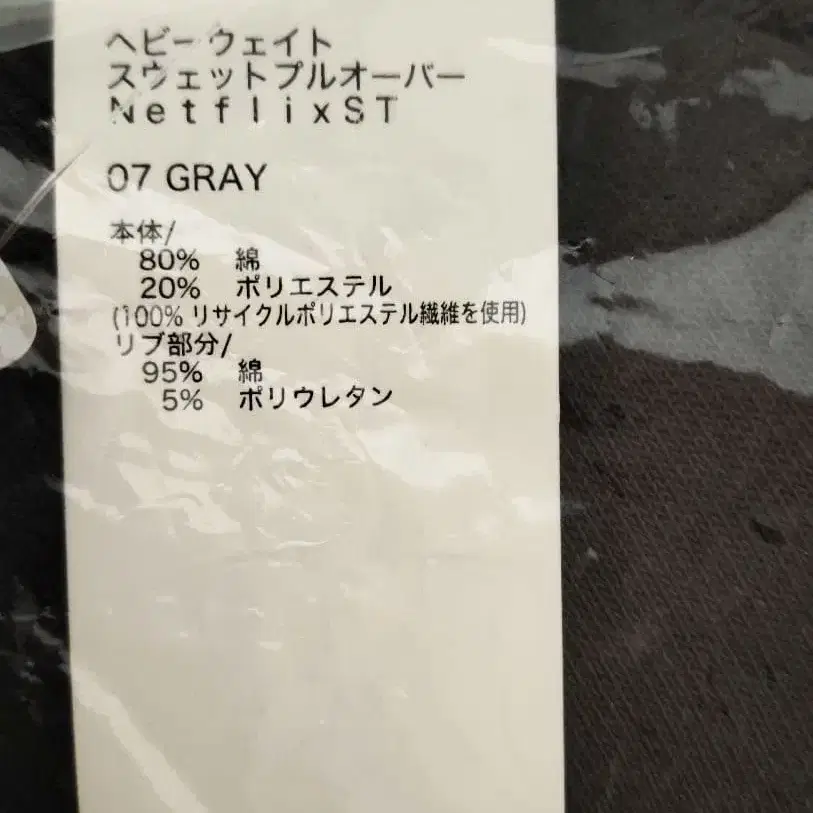 ヘビーウェイト
スウェットプルオーバー
NetflixST
07 GRAY
本体/
80% 綿
20% ポリエステル
(100% リサイクルポリエステル繊維を使用)
リブ部分/
95% 綿
5% ポリウレタン